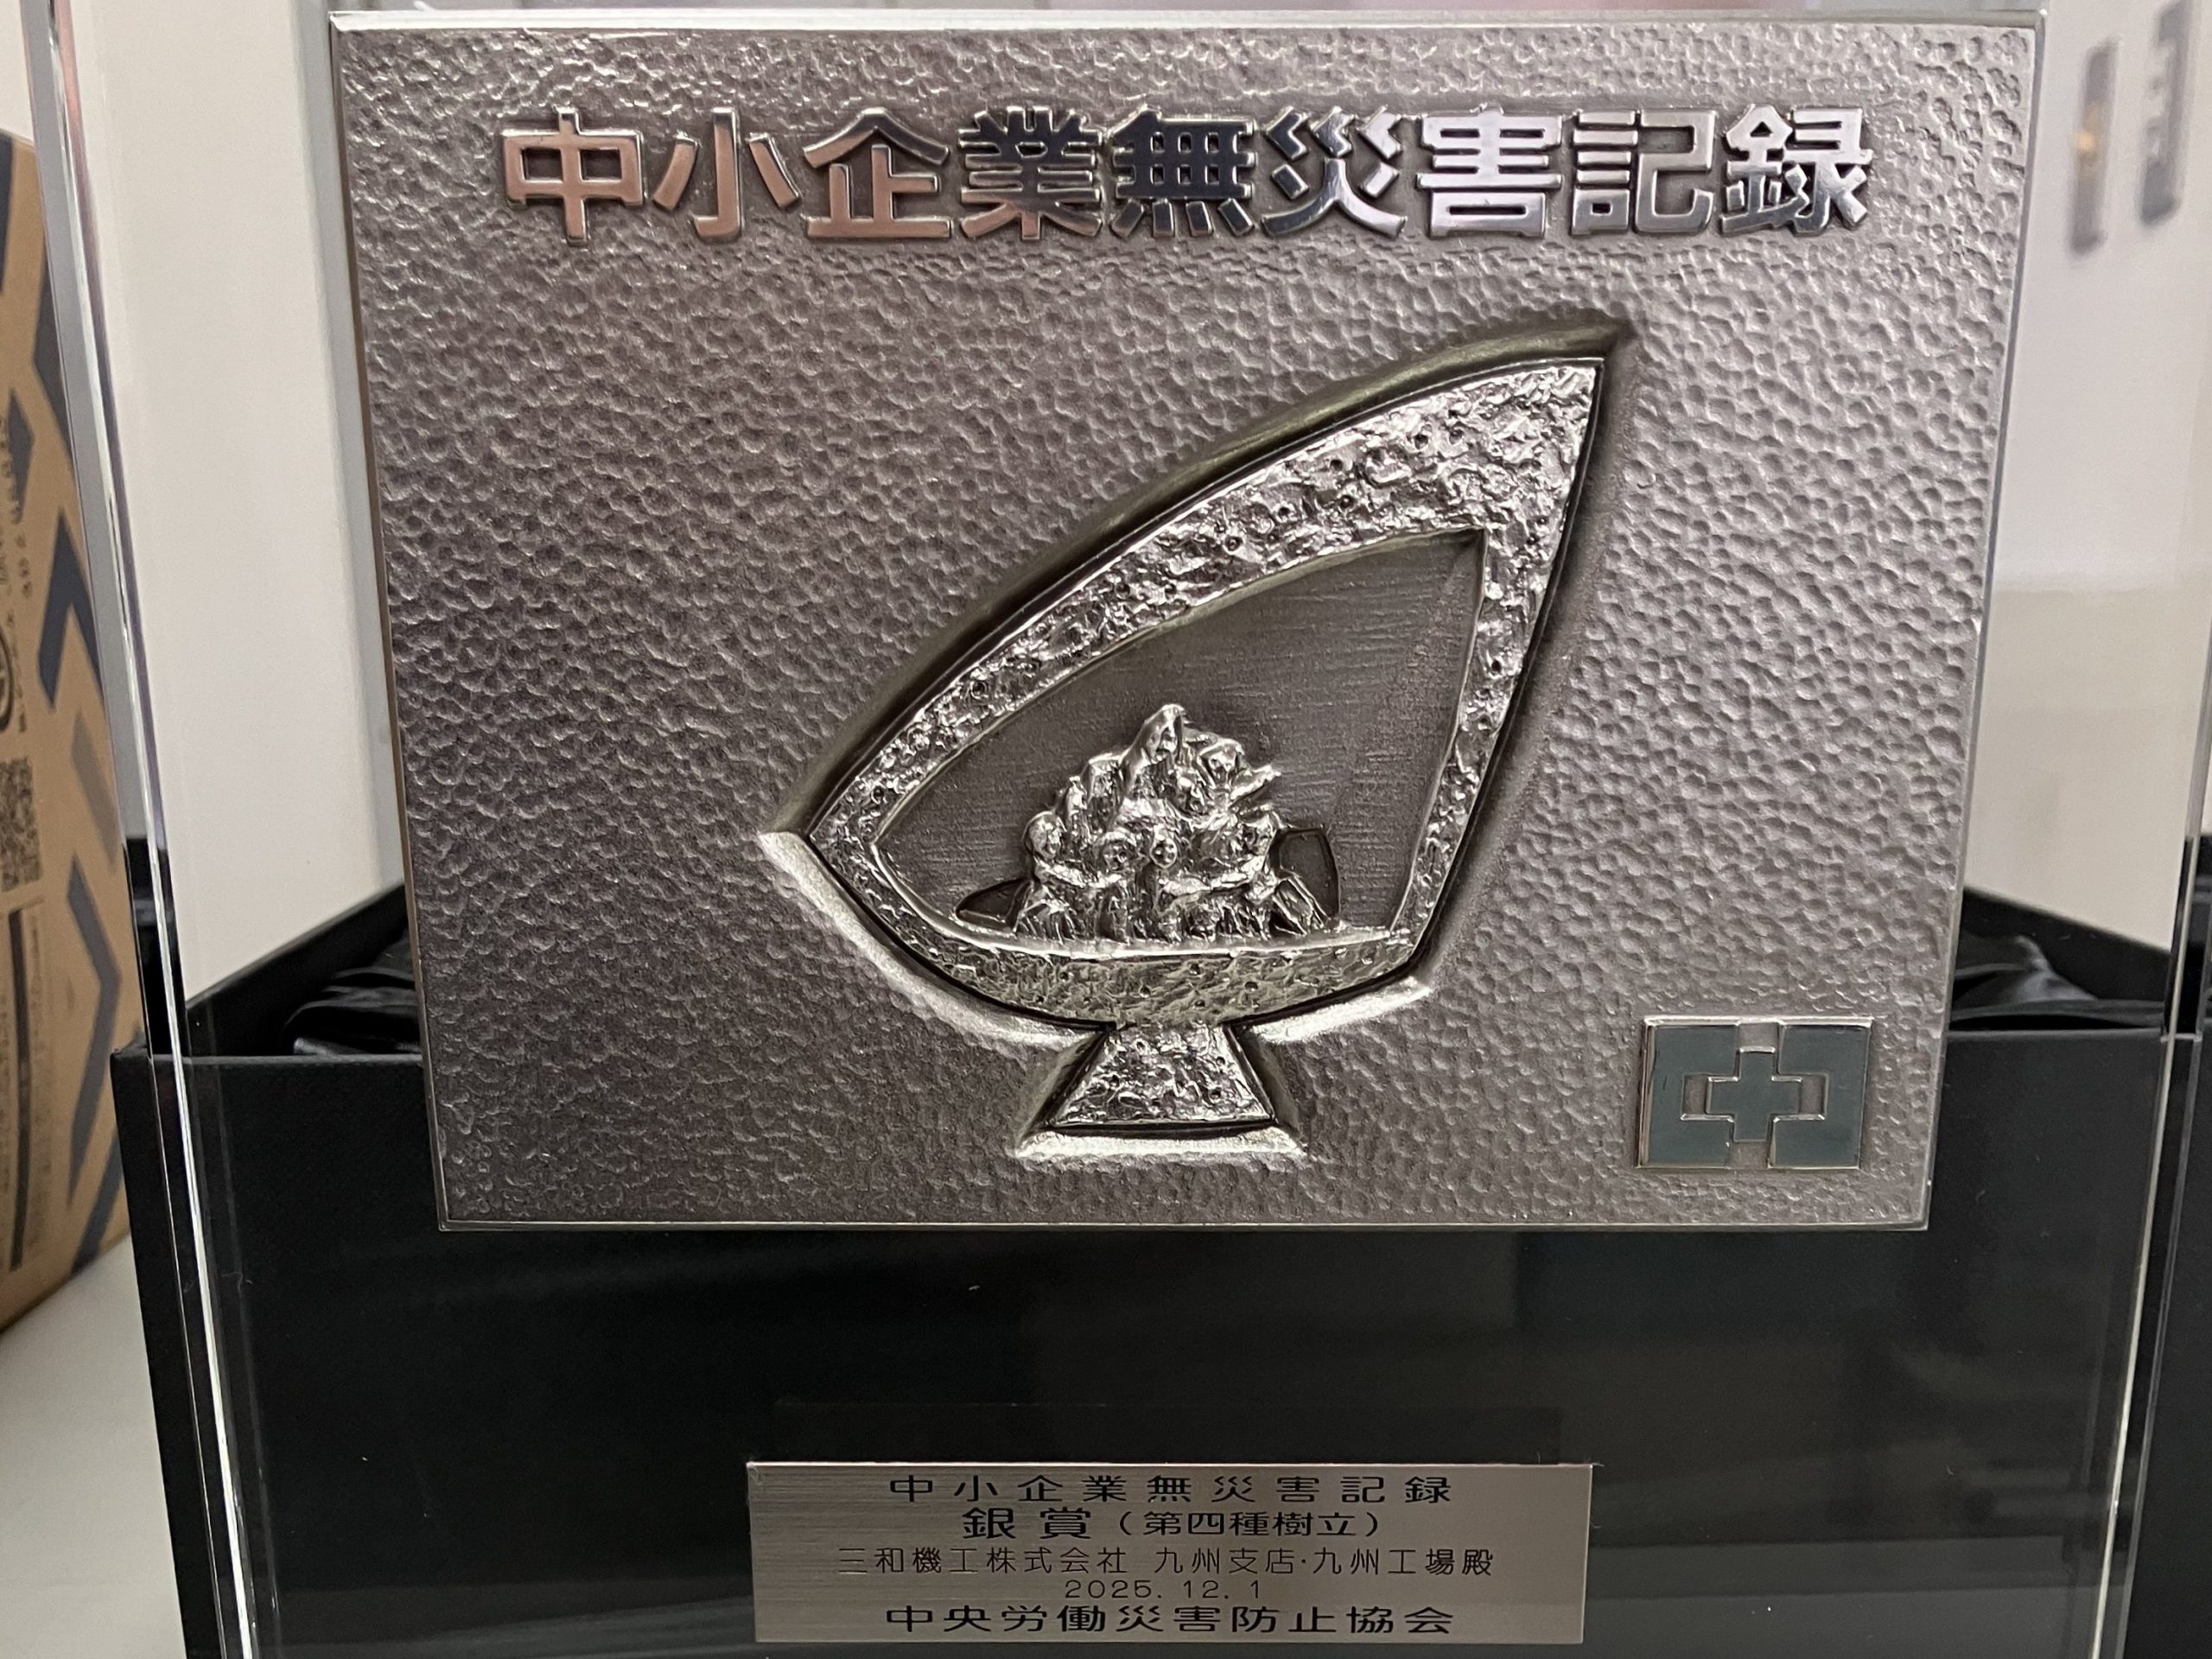 中小企業無災害記録
中小企業無災害記録
銀賞（第四種樹立）
三和機工株式会社 九州支店·九州工場殿
2025.12.1
中央労働災害防止協会